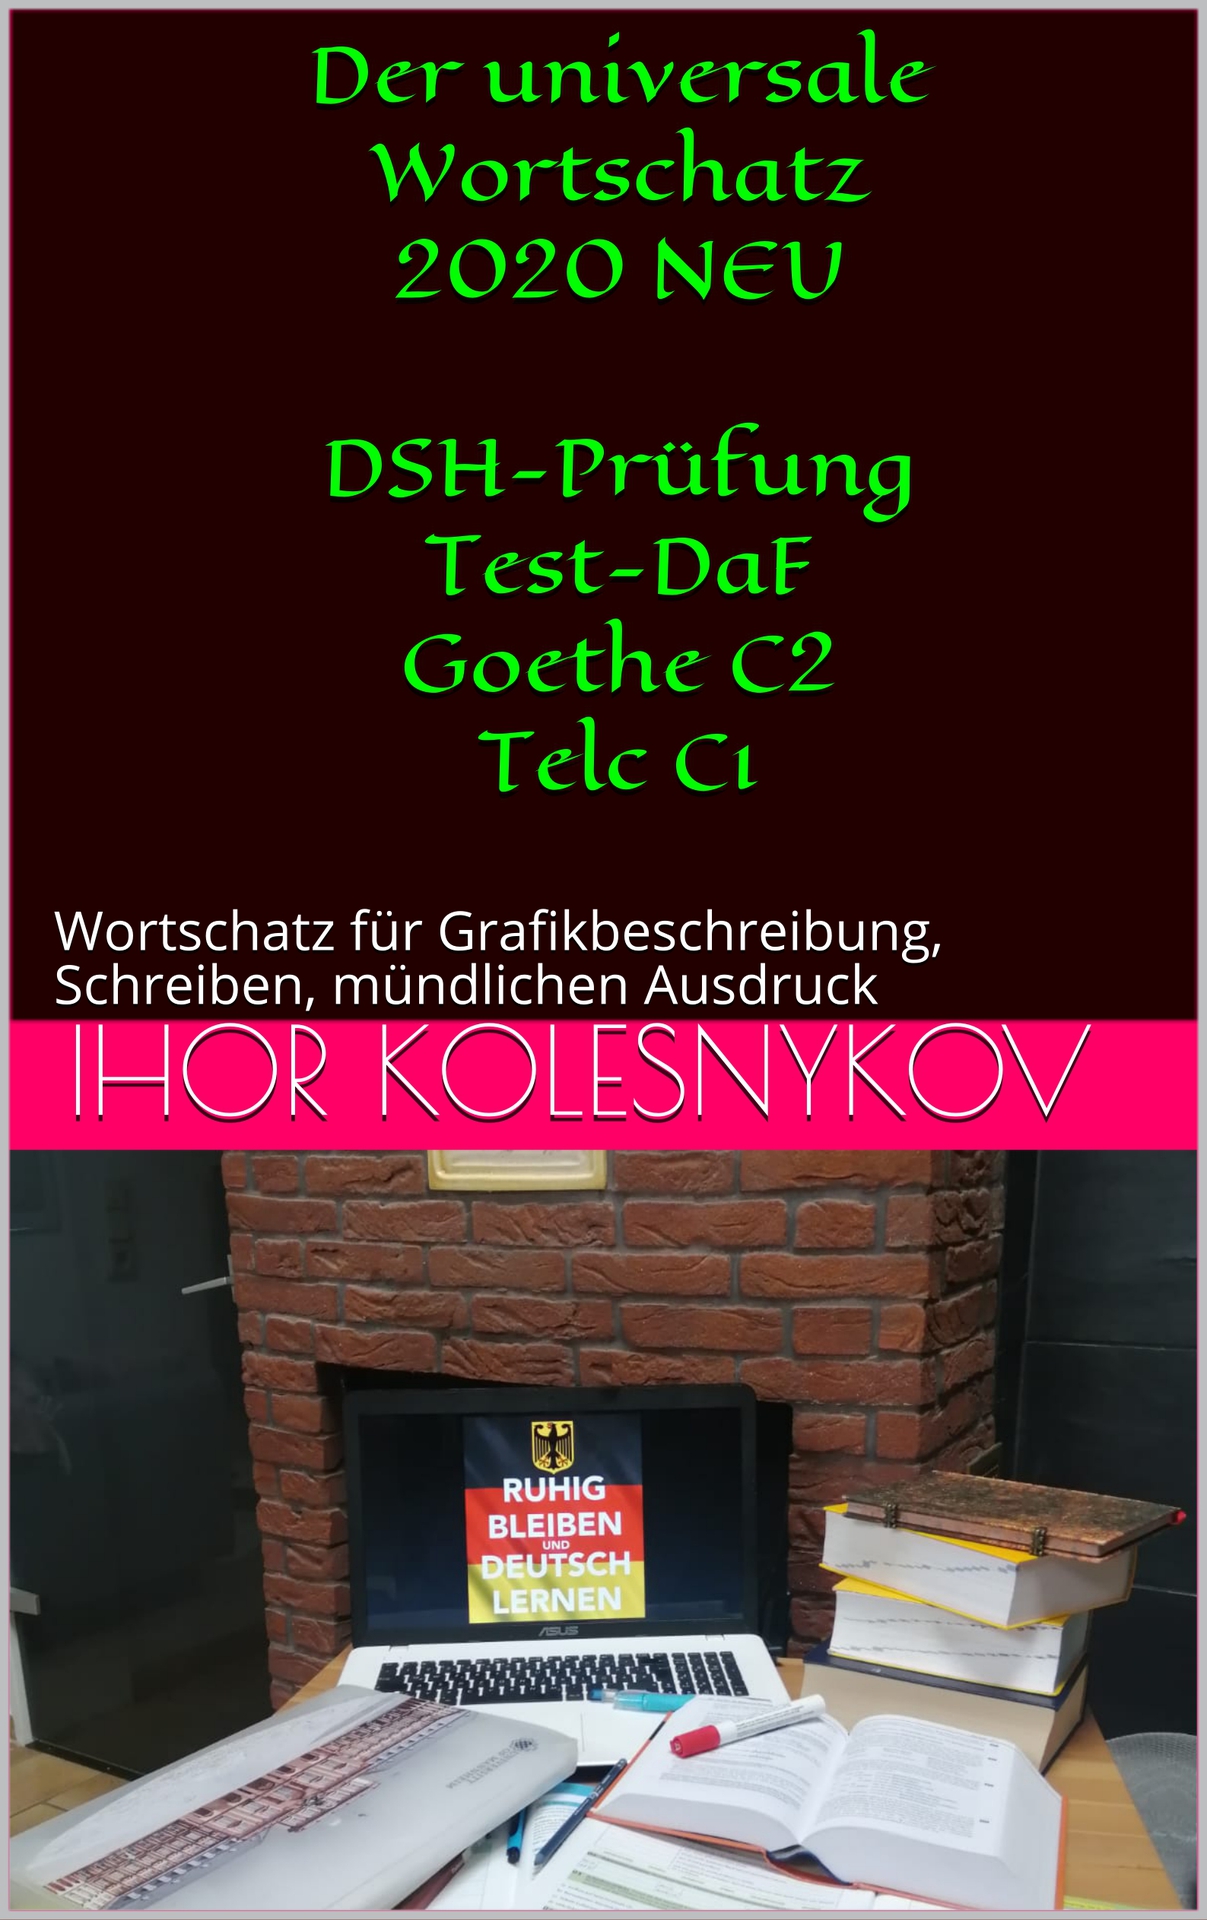 Der universale
Wortschatz
2020 NEU
DSH-Prüfung
Test-DaF
Goethe C2
Telc C1
Wortschatz für Grafikbeschreibung,
Schreiben, mündlichen Ausdruck
IHOR KOLESNYKOV
RUHIG
BLEIBEN
UND
DEUTSCH
LERNEN
ASUS